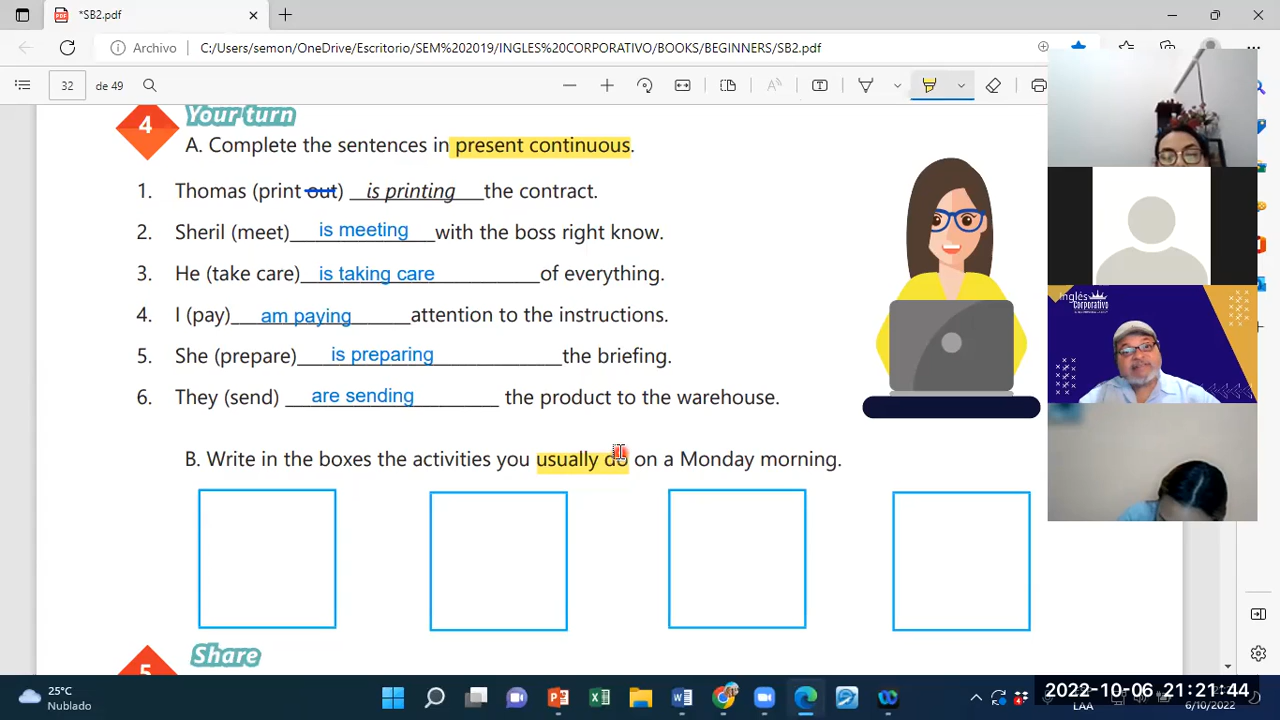 *SB2.pdf
Archivo
C:/Users/semon/OneDrive/Escritorio/SEM%202019/INGLES%20CORPORATIVO/BOOKS/BEGINNERS/SB2.pdf
32
de 49
4
Your turn
A. Complete the sentences in present continuous.
1. Thomas (print out) __is printing___the contract.
2. Sheril (meet) is meeting with the boss right know.
3. He (take care) is taking care of everything.
4. I (pay) am paying attention to the instructions.
5. She (prepare) is preparing the briefing.
6. They (send) are sending the product to the warehouse.
B. Write in the boxes the activities you usually do on a Monday morning.
5
Share
Inglés
Corporativo
25°C
Nublado
2022-10-06 21:21:44
LAA
6/10/2022